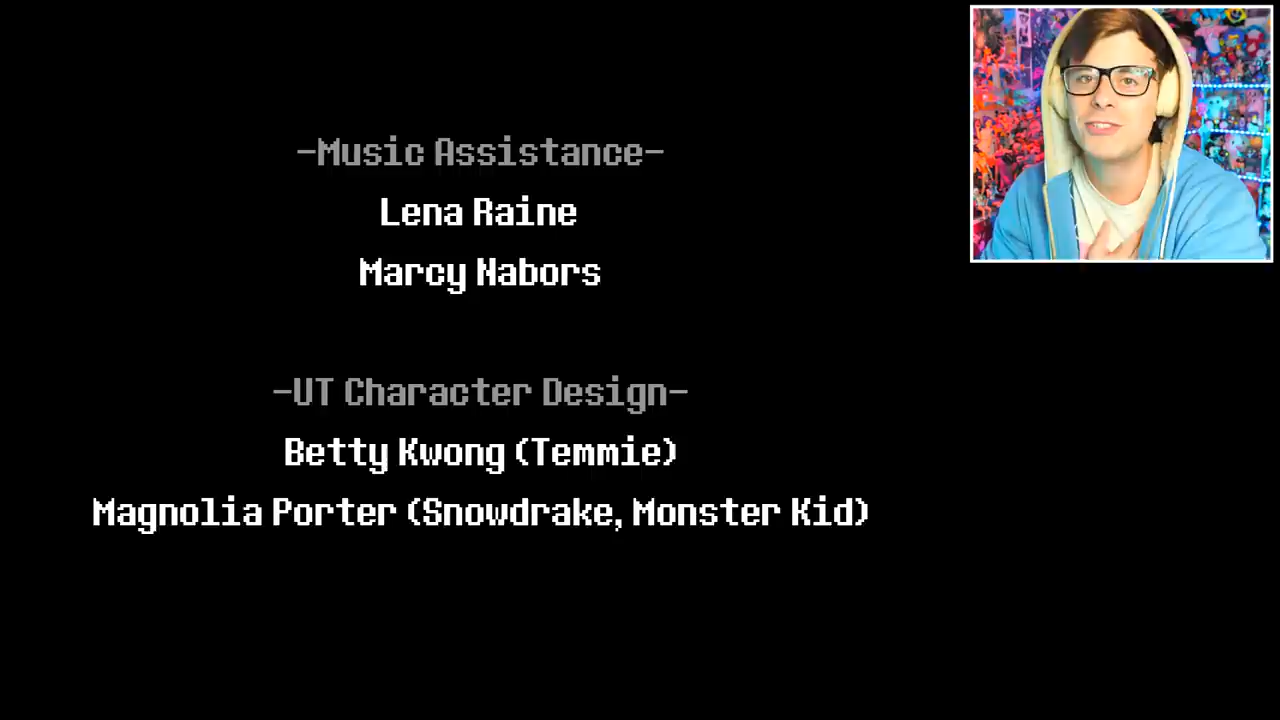 -Music Assistance-
Lena Raine
Marcy Nabors
-UT Character Design-
Betty Kwong (Temmie)
Magnolia Porter (Snowdrake, Monster Kid)